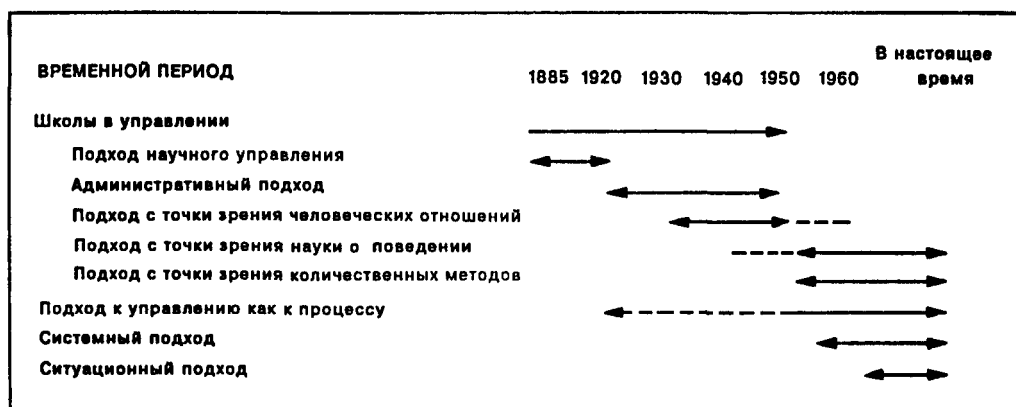 В настоящее
ВРЕМЕННОЙ ПЕРИОД 1885 1920 1930 1940 1950 1960 время
Школы в управлении
Подход научного управления
Административный подход
Подход с точки зрения человеческих отношений
Подход с точки зрения науки о поведении
Подход с точки зрения количественных методов
Подход к управлению как к процессу
Системный подход
Ситуационный подход